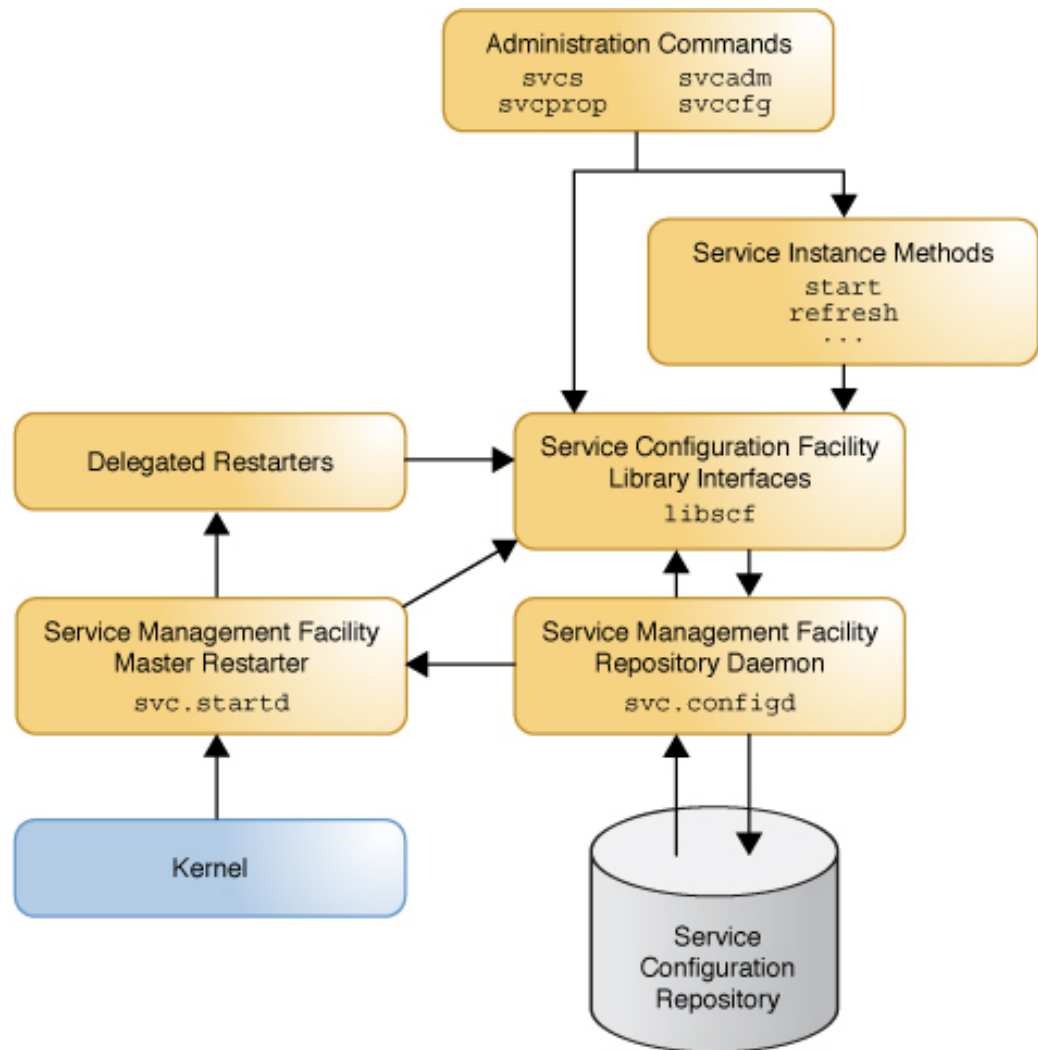 Administration Commands
svcs svcadm
svcprop svccfg
Service Instance Methods
start
refresh
...
Delegated Restarters
Service Configuration Facility
Library Interfaces
libscf
Service Management Facility
Master Restarter
svc.startd
Service Management Facility
Repository Daemon
svc.configd
Kernel
Service
Configuration
Repository